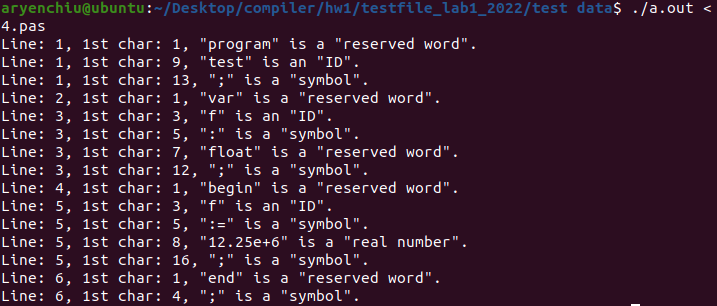 aryenchiu@ubuntu:~/Desktop/compiler/hw1/testfile_lab1_2022/test data$ ./a.out <
4.pas
Line: 1, 1st char: 1, "program" is a "reserved word".
Line: 1, 1st char: 9, "test" is an "ID".
Line: 1, 1st char: 13, ";" is a "symbol".
Line: 2, 1st char: 1, "var" is a "reserved word".
Line: 3, 1st char: 3, "f" is an "ID".
Line: 3, 1st char: 5, ":" is a "symbol".
Line: 3, 1st char: 7, "float" is a "reserved word".
Line: 3, 1st char: 12, ";" is a "symbol".
Line: 4, 1st char: 1, "begin" is a "reserved word".
Line: 5, 1st char: 3, "f" is an "ID".
Line: 5, 1st char: 5, ":=" is a "symbol".
Line: 5, 1st char: 8, "12.25e+6" is a "real number".
Line: 5, 1st char: 16, ";" is a "symbol".
Line: 6, 1st char: 1, "end" is a "reserved word".
Line: 6, 1st char: 4, ";" is a "symbol".